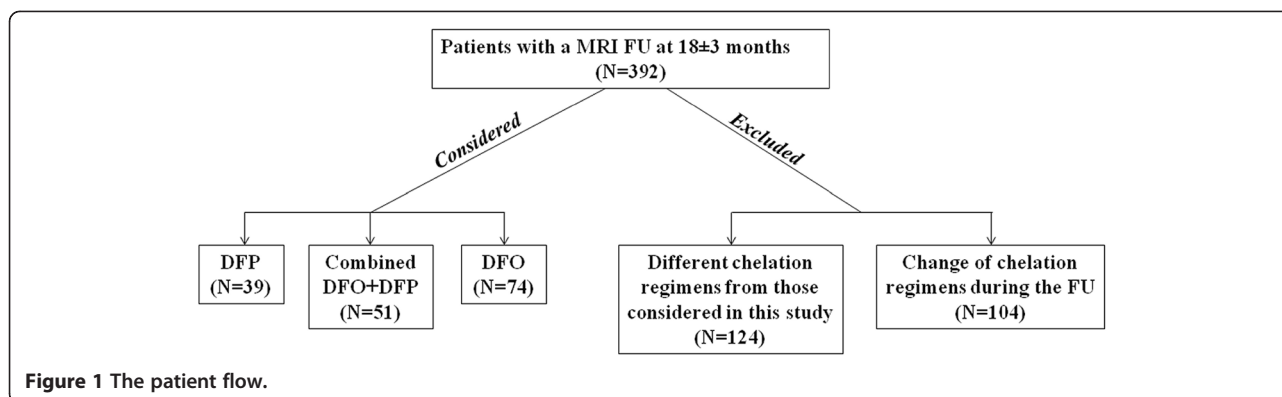 Patients with a MRI FU at 18±3 months
(N=392)
Considered
Excluded
DFP
(N=39)
Combined
DFO+DFP
(N=51)
DFO
(N=74)
Different chelation
regimens from those
considered in this study
(N=124)
Change of chelation
regimens during the FU
(N=104)
Figure 1 The patient flow.